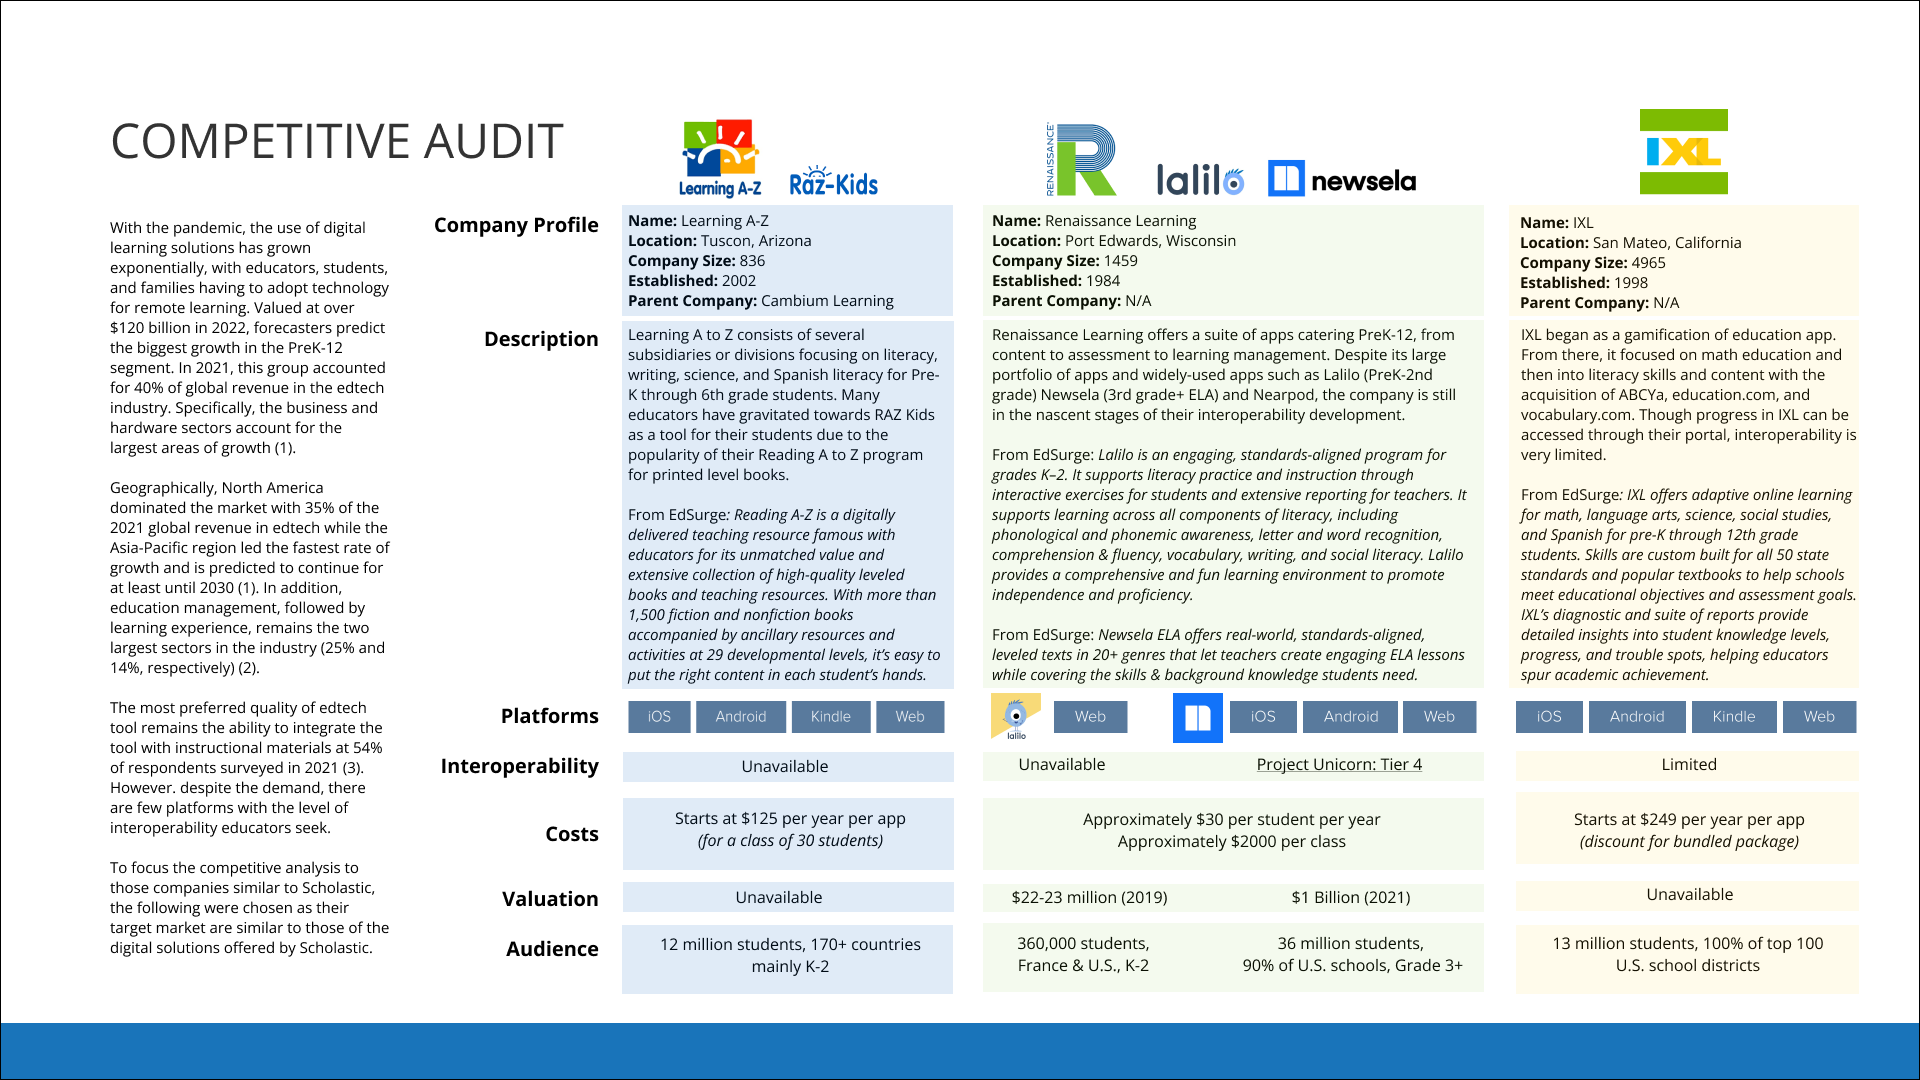 COMPETITIVE AUDIT
With the pandemic, the use of digital
learning solutions has grown
exponentially, with educators, students,
and families having to adopt technology
for remote learning. Valued at over
$120 billion in 2022, forecasters predict
the biggest growth in the PreK-12
segment. In 2021, this group accounted
for 40% of global revenue in the edtech
industry. Specifically, the business and
hardware sectors account for the
largest areas of growth (1).
Geographically, North America
dominated the market with 35% of the
2021 global revenue in edtech while the
Asia-Pacific region led the fastest rate of
growth and is predicted to continue for
at least until 2030 (1). In addition,
education management, followed by
learning experience, remains the two
largest sectors in the industry (25% and
14%, respectively) (2).
The most preferred quality of edtech
tool remains the ability to integrate the
tool with instructional materials at 54%
of respondents surveyed in 2021 (3).
However. despite the demand, there
are few platforms with the level of
interoperability educators seek.
To focus the competitive analysis to
those companies similar to Scholastic,
the following were chosen as their
target market are similar to those of the
digital solutions offered by Scholastic.
Learning A-Z
Raz-Kids
RENAISSANCE
R
lalilo
newsela
IXL
Company Profile
Name: Learning A-Z
Location: Tuscon, Arizona
Company Size: 836
Established: 2002
Parent Company: Cambium Learning
Name: Renaissance Learning
Location: Port Edwards, Wisconsin
Company Size: 1459
Established: 1984
Parent Company: N/A
Name: IXL
Location: San Mateo, California
Company Size: 4965
Established: 1998
Parent Company: N/A
Description
Learning A to Z consists of several
subsidiaries or divisions focusing on literacy,
writing, science, and Spanish literacy for Pre-
K through 6th grade students. Many
educators have gravitated towards RAZ Kids
as a tool for their students due to the
popularity of their Reading A to Z program
for printed level books.
From EdSurge: Reading A-Z is a digitally
delivered teaching resource famous with
educators for its unmatched value and
extensive collection of high-quality leveled
books and teaching resources. With more than
1,500 fiction and nonfiction books
accompanied by ancillary resources and
activities at 29 developmental levels, it's easy to
put the right content in each student's hands.
Renaissance Learning offers a suite of apps catering PreK-12, from
content to assessment to learning management. Despite its large
portfolio of apps and widely-used apps such as Lalilo (PreK-2nd
grade) Newsela (3rd grade+ ELA) and Nearpod, the company is still
in the nascent stages of their interoperability development.
From EdSurge: Lalilo is an engaging, standards-aligned program for
grades K–2. It supports literacy practice and instruction through
interactive exercises for students and extensive reporting for teachers. It
supports learning across all components of literacy, including
phonological and phonemic awareness, letter and word recognition,
comprehension & fluency, vocabulary, writing, and social literacy. Lalilo
provides a comprehensive and fun learning environment to promote
independence and proficiency.
From EdSurge: Newsela ELA offers real-world, standards-aligned,
leveled texts in 20+ genres that let teachers create engaging ELA lessons
while covering the skills & background knowledge students need.
IXL began as a gamification of education app.
From there, it focused on math education and
then into literacy skills and content with the
acquisition of ABCYa, education.com, and
vocabulary.com. Though progress in IXL can be
accessed through their portal, interoperability is
very limited.
From EdSurge: IXL offers adaptive online learning
for math, language arts, science, social studies,
and Spanish for pre-K through 12th grade
students. Skills are custom built for all 50 state
standards and popular textbooks to help schools
meet educational objectives and assessment goals.
IXL's diagnostic and suite of reports provide
detailed insights into student knowledge levels,
progress, and trouble spots, helping educators
spur academic achievement.
Platforms
iOS Android Kindle Web
lalilo
Web
iOS Android Web
iOS Android Kindle Web
Interoperability
Unavailable
Unavailable
Project Unicorn: Tier 4
Limited
Costs
Starts at $125 per year per app
(for a class of 30 students)
Approximately $30 per student per year
Approximately $2000 per class
Starts at $249 per year per app
(discount for bundled package)
Valuation
Unavailable
$22-23 million (2019)
$1 Billion (2021)
Unavailable
Audience
12 million students, 170+ countries
mainly K-2
360,000 students,
France & U.S., K-2
36 million students,
90% of U.S. schools, Grade 3+
13 million students, 100% of top 100
U.S. school districts